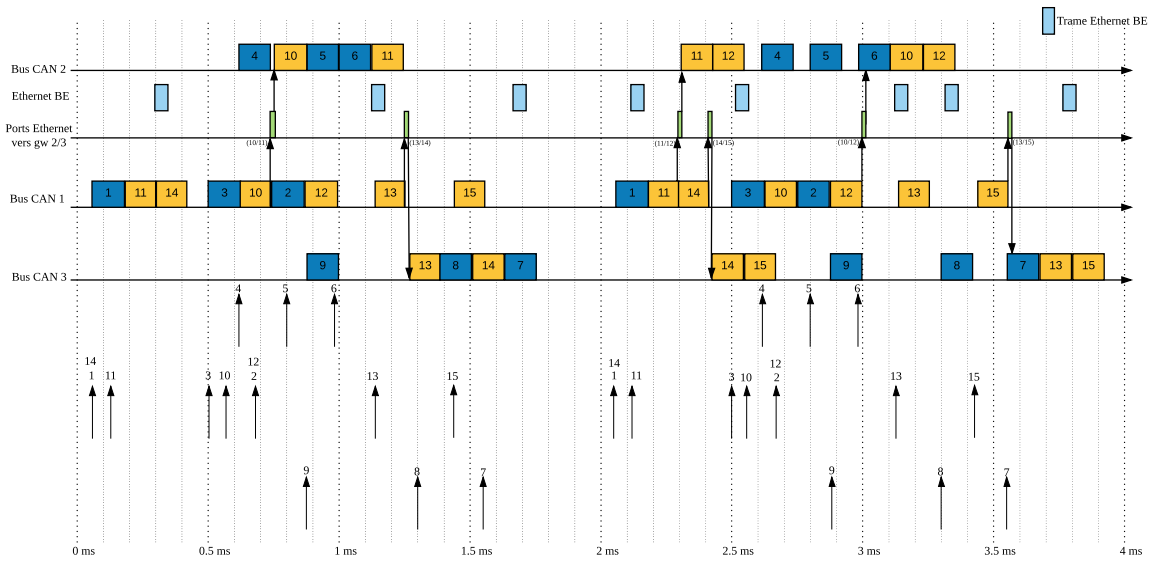 Trame Ethernet BE
Bus CAN 2
4 10 5 6 11 11 12 4 5 6 10 12
Ethernet BE
Ports Ethernet
vers gw 2/3
(10/11) (13/14) (11/12) (14/15) (10/12) (13/15)
Bus CAN 1
1 11 14 3 10 2 12 13 15 1 11 14 3 10 2 12 13 15
Bus CAN 3
9 13 8 14 7 14 15 9 8 7 13 15
4 5 6 4 5 6
14 12 14 12
1 11 3 10 2 13 15 1 11 3 10 2 13 15
9 8 7 9 8 7
0 ms 0.5 ms 1 ms 1.5 ms 2 ms 2.5 ms 3 ms 3.5 ms 4 ms